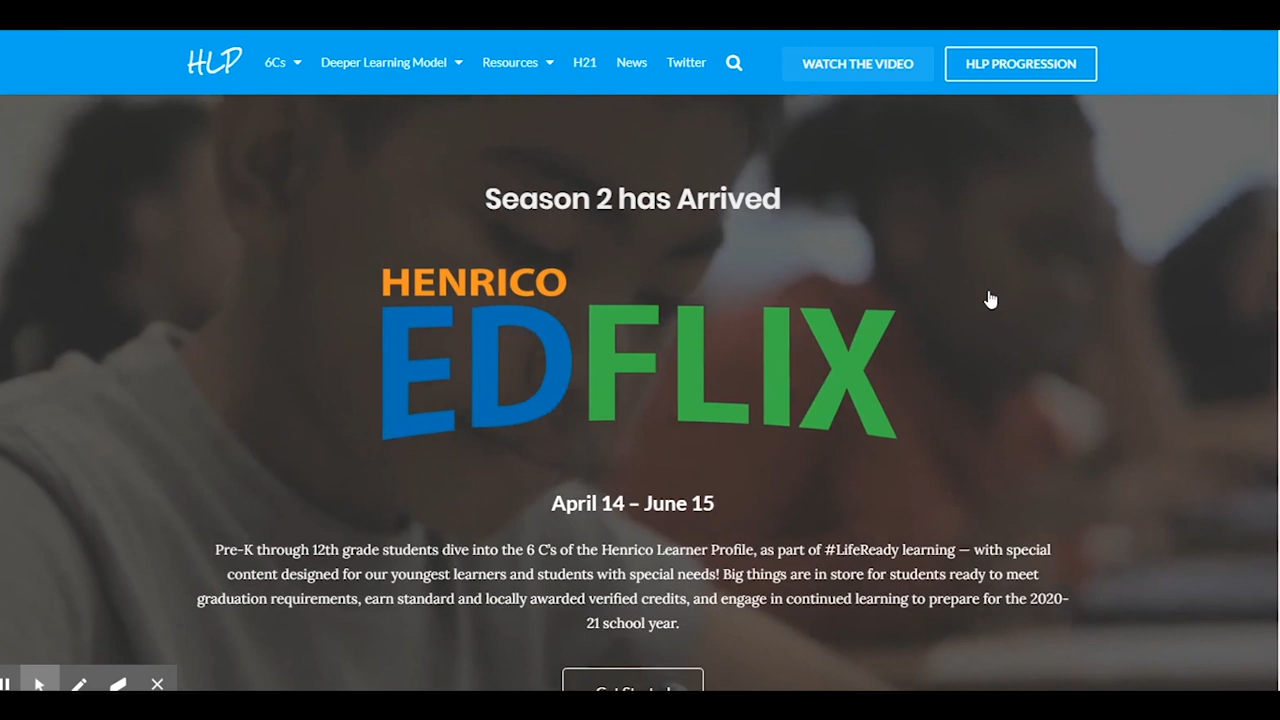 HLP 6Cs Deeper Learning Model Resources H21 News Twitter WATCH THE VIDEO HLP PROGRESSION
Season 2 has Arrived
HENRICO
EDFLIX
April 14 – June 15
Pre-K through 12th grade students dive into the 6 C's of the Henrico Learner Profile, as part of #LifeReady learning — with special
content designed for our youngest learners and students with special needs! Big things are in store for students ready to meet
graduation requirements, earn standard and locally awarded verified credits, and engage in continued learning to prepare for the 2020-
21 school year.